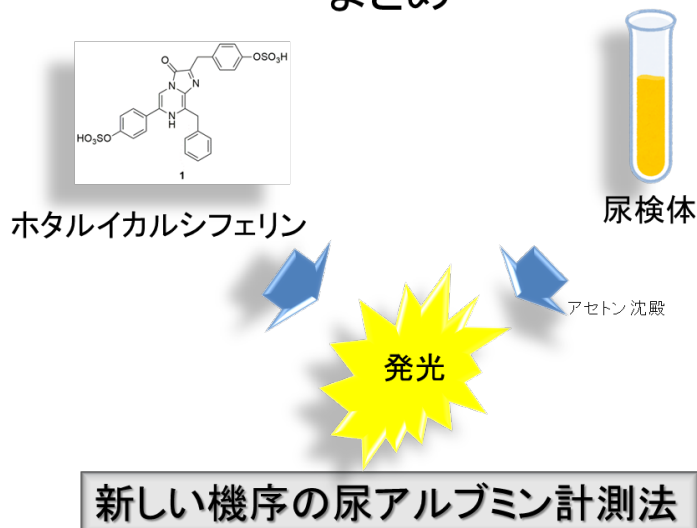 まとめ
O
N
N
N
H
OSO₃H
HO₃SO
1
ホタルイカルシフェリン
尿検体
アセトン沈殿
発光
新しい機序の尿アルブミン計測法